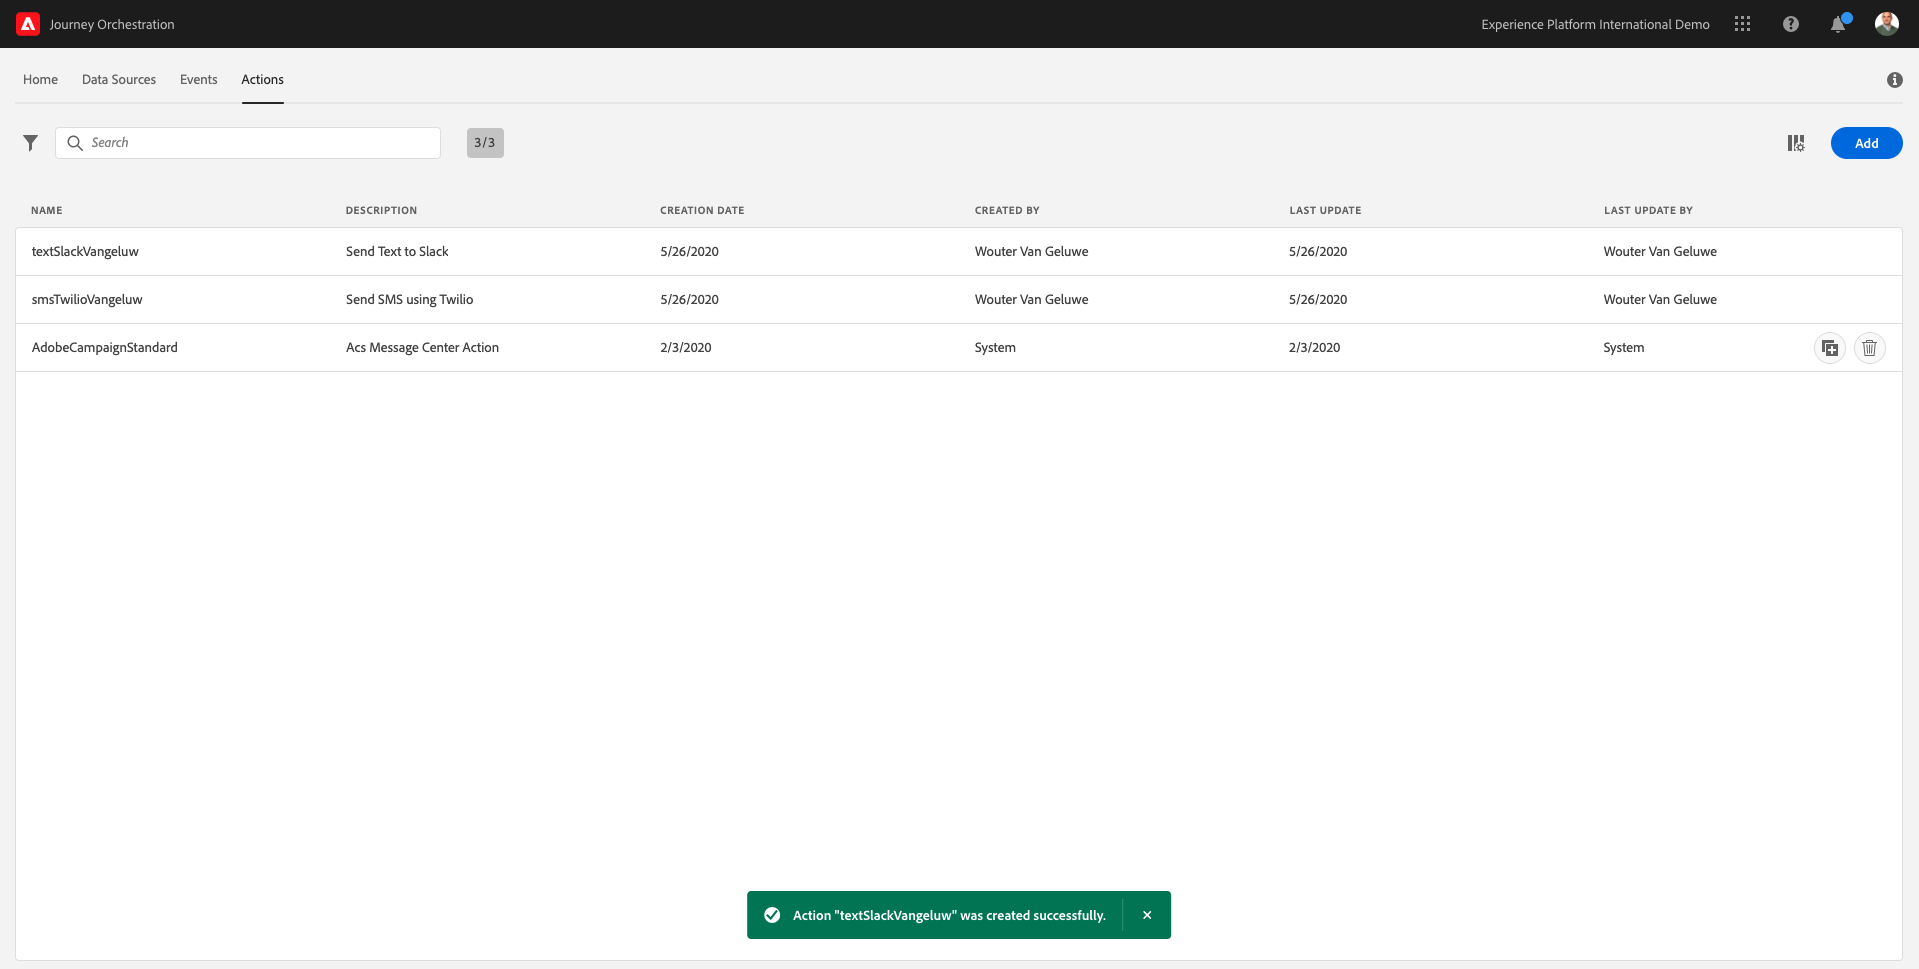 Journey Orchestration
Experience Platform International Demo
Home Data Sources Events Actions
Search 3/3 Add
NAME DESCRIPTION CREATION DATE CREATED BY LAST UPDATE LAST UPDATE BY
textSlackVangeluw Send Text to Slack 5/26/2020 Wouter Van Geluwe 5/26/2020 Wouter Van Geluwe
smsTwilioVangeluw Send SMS using Twilio 5/26/2020 Wouter Van Geluwe 5/26/2020 Wouter Van Geluwe
AdobeCampaignStandard Acs Message Center Action 2/3/2020 System 2/3/2020 System
Action "textSlackVangeluw" was created successfully.